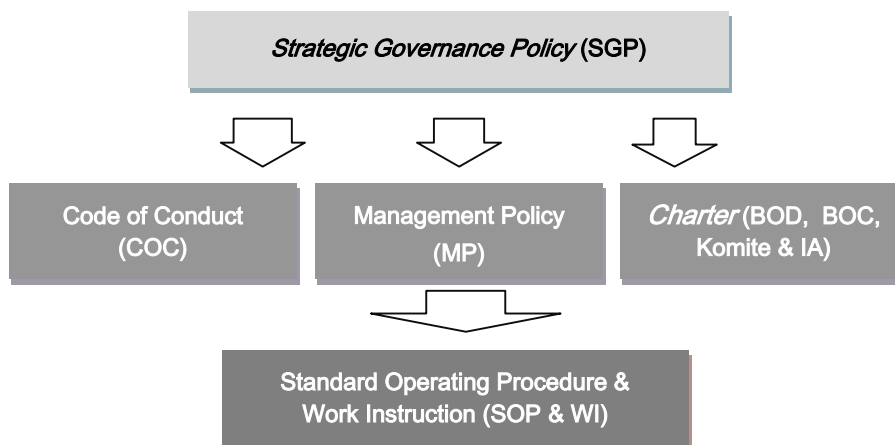 Strategic Governance Policy (SGP)
Code of Conduct
(COC)
Management Policy
(MP)
Charter (BOD, BOC,
Komite & IA)
Standard Operating Procedure &
Work Instruction (SOP & WI)